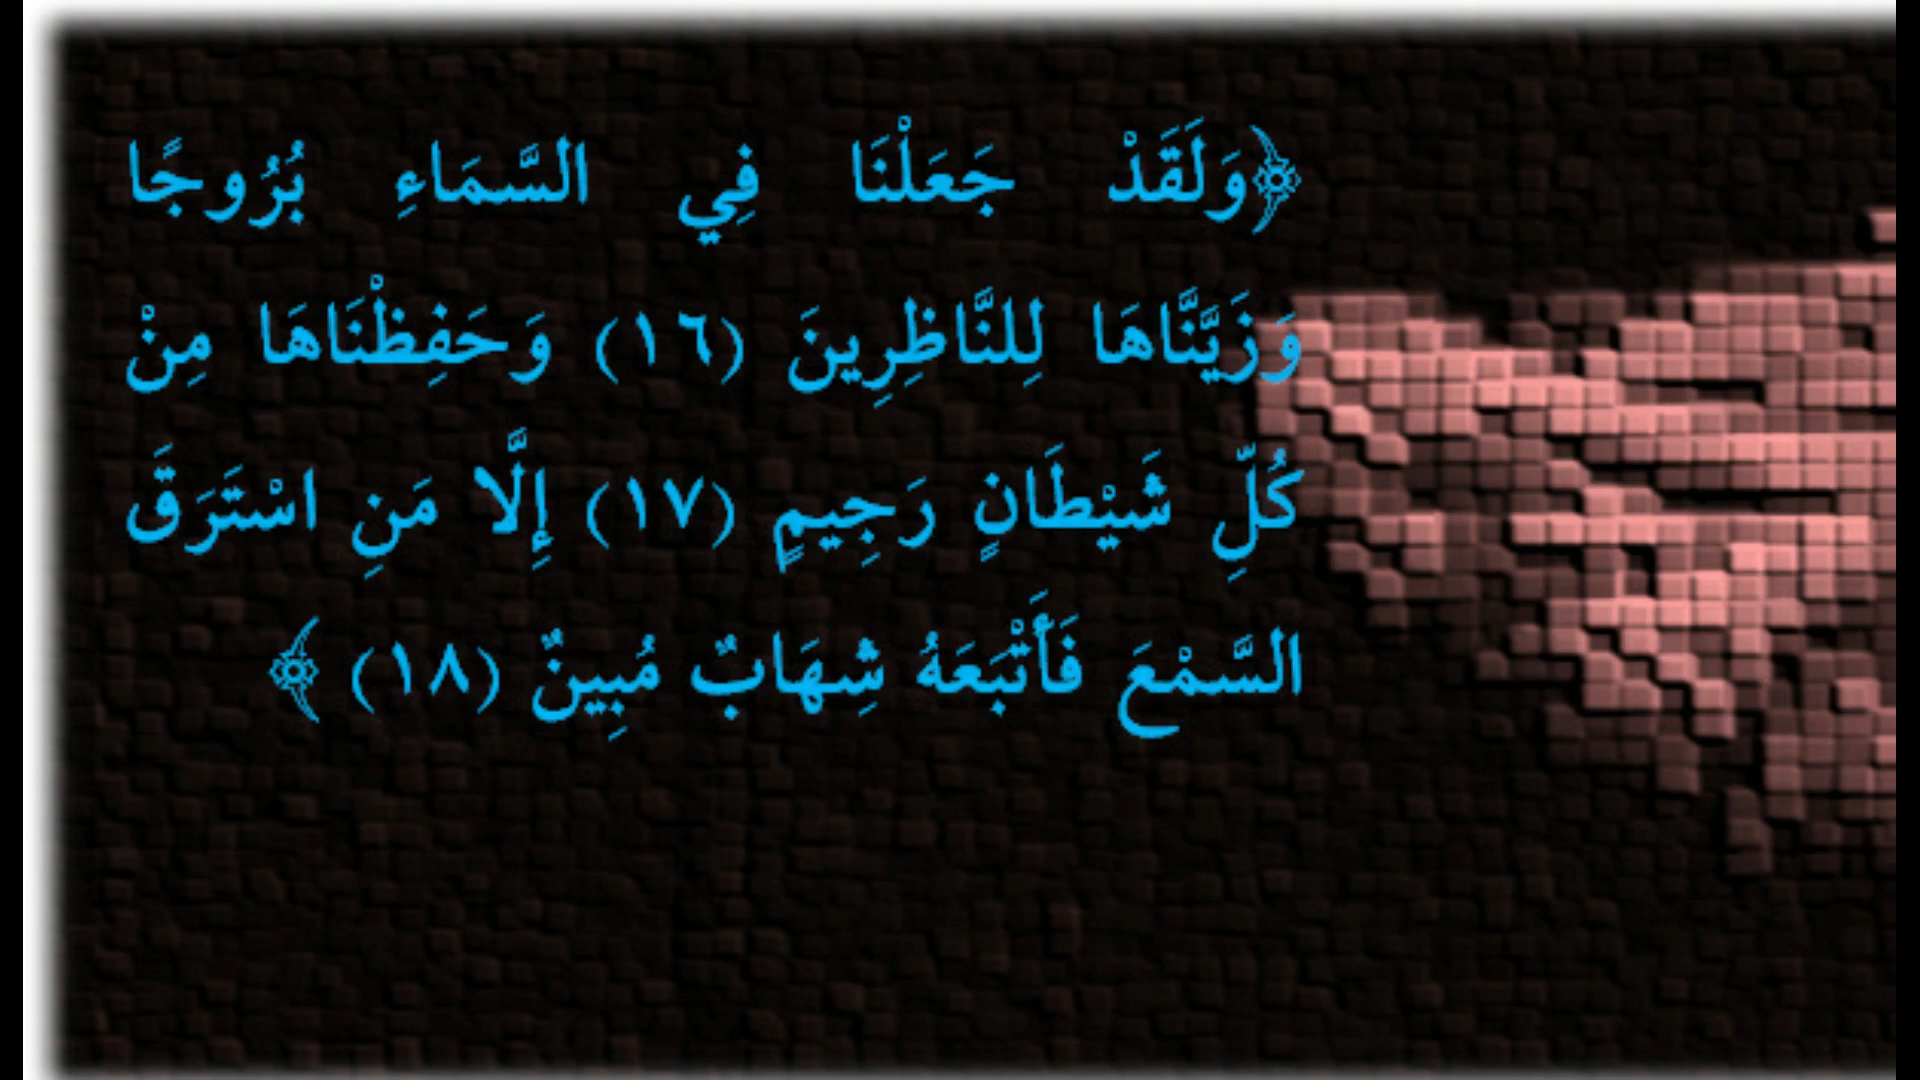 ﴿وَلَقَدْ جَعَلْنَا فِي السَّمَاءِ بُرُوجًا
وَزَيَّنَّاهَا لِلنَّاظِرِينَ (١٦) وَحَفِظْنَاهَا مِنْ
كُلِّ شَيْطَانٍ رَجِيمٍ (١٧) إِلَّا مَنِ اسْتَرَقَ
السَّمْعَ فَأَتْبَعَهُ شِهَابٌ مُبِينٌ (١٨) ﴾